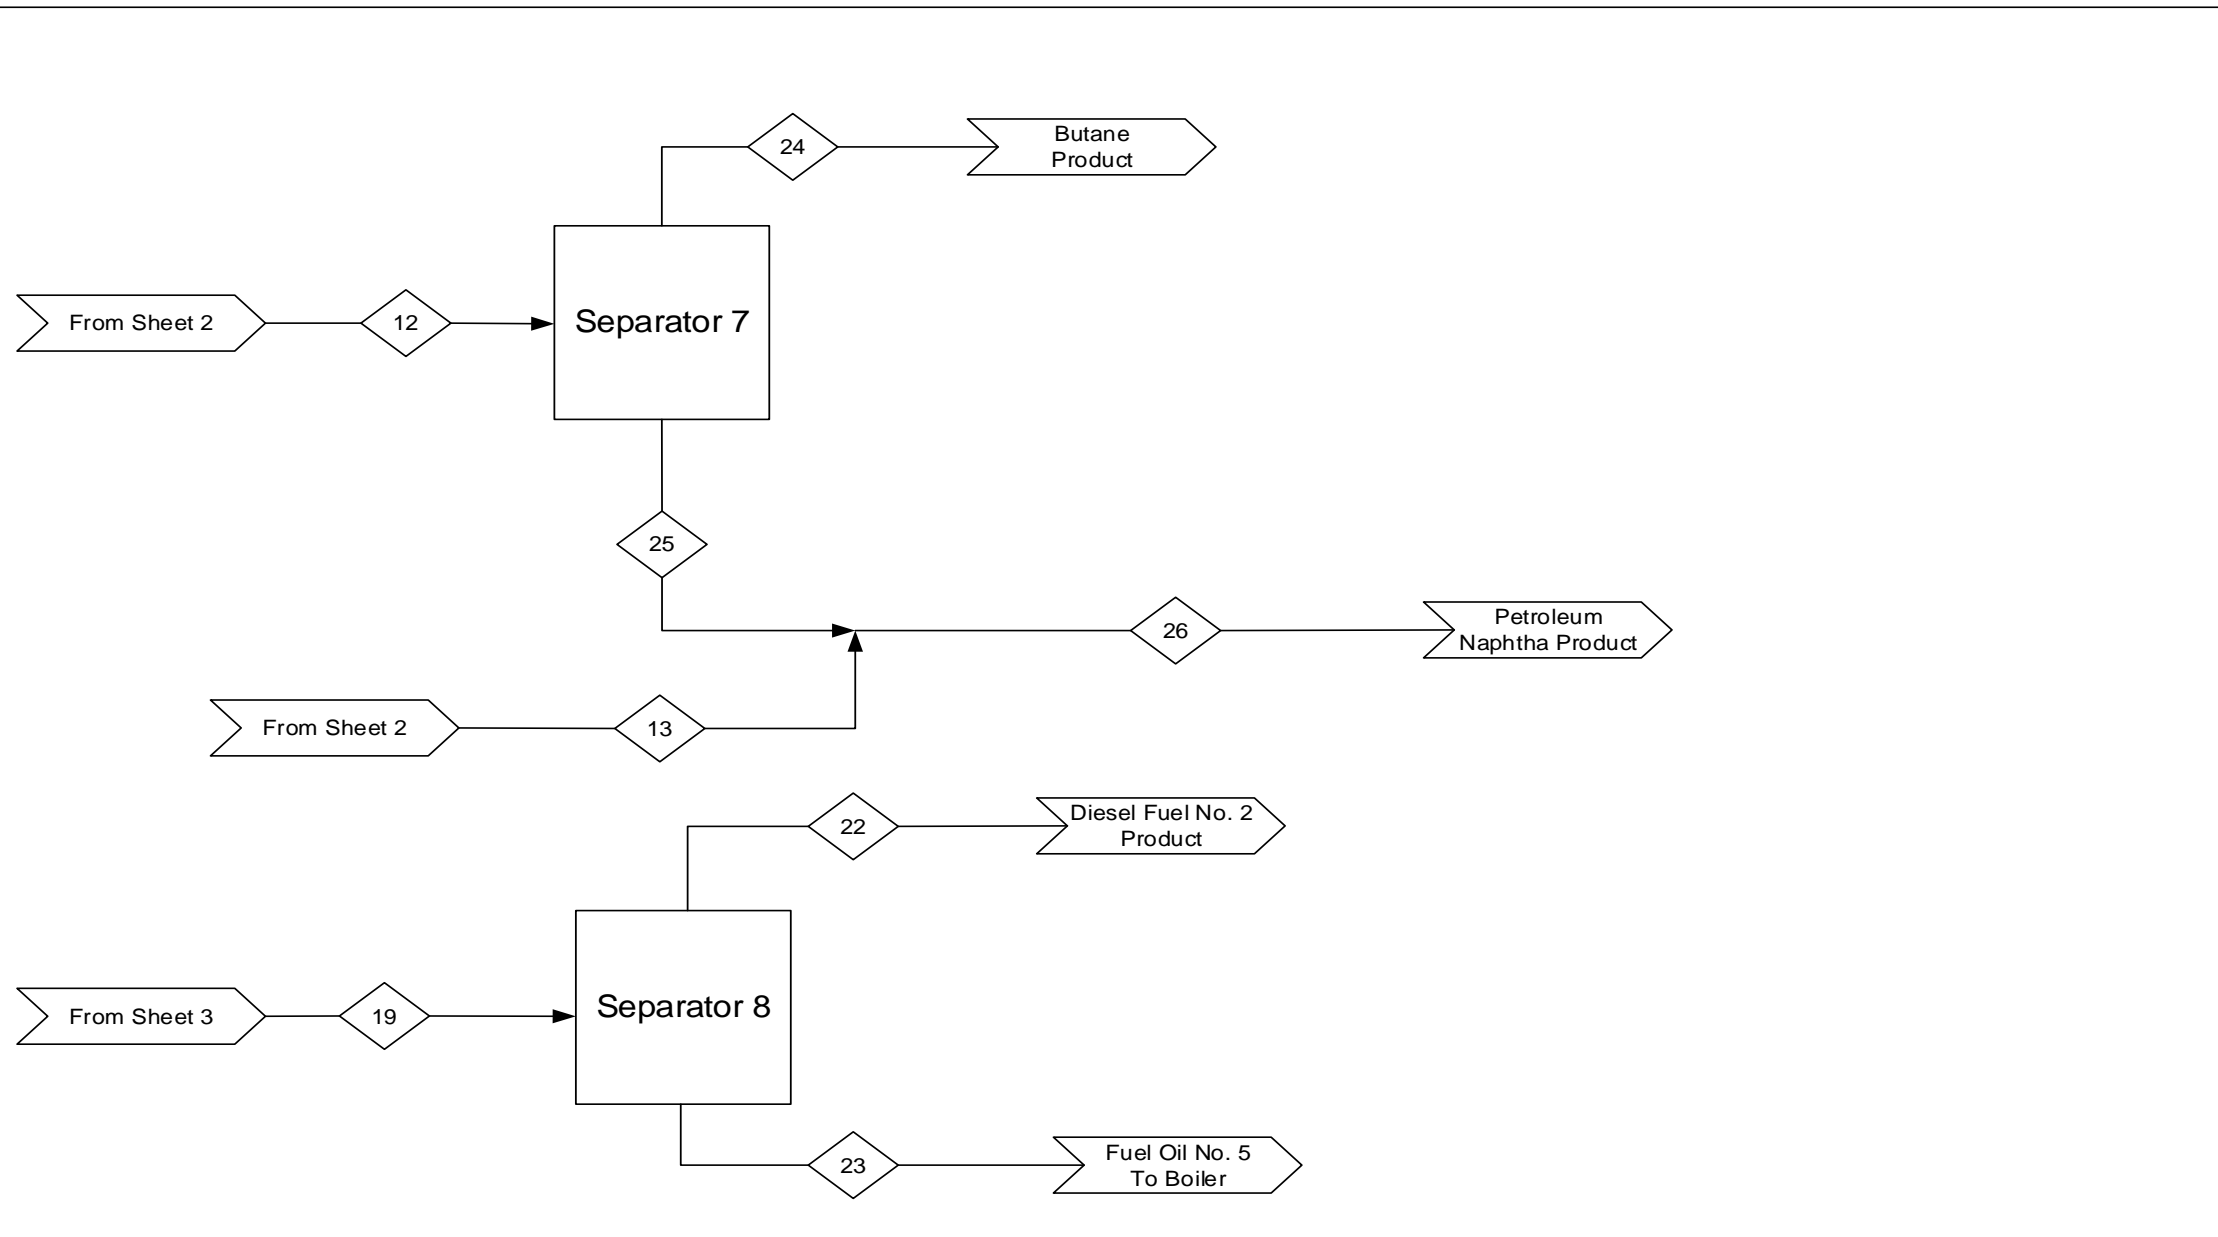 24
Butane
Product
From Sheet 2
12
Separator 7
25
26
Petroleum
Naphtha Product
From Sheet 2
13
22
Diesel Fuel No. 2
Product
From Sheet 3
19
Separator 8
23
Fuel Oil No. 5
To Boiler